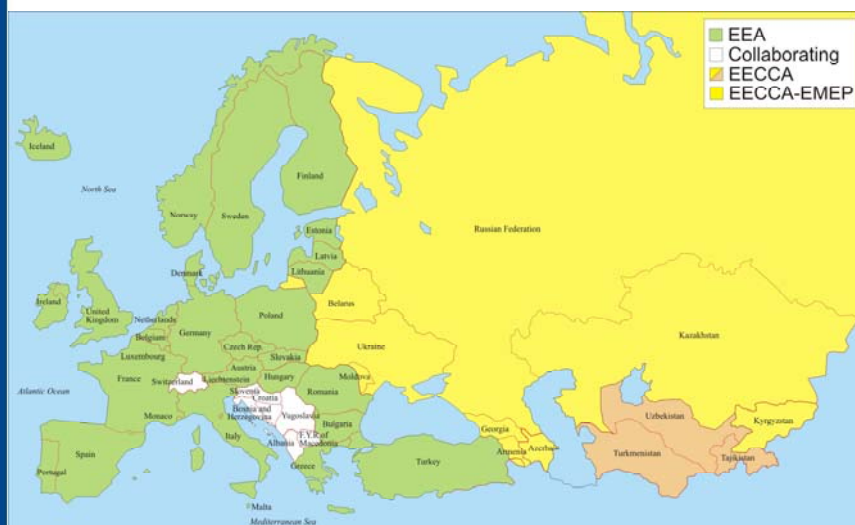 EEA
Collaborating
EECCA
EECCA-EMEP
Iceland
North Sea
Norway
Sweden
Finland
Russian Federation
Estonia
Latvia
Lithuania
Denmark
Ireland
United
Kingdom
Netherlands
Belgium
Luxembourg
Germany
Poland
Belarus
Ukraine
Kazakhstan
Czech Rep.
Slovakia
Austria
Hungary
Moldova
France
Switzerland
Liechtenstein
Slovenia
Croatia
Romania
Atlantic Ocean
Monaco
Bosnia and
Herzegovina
Yugoslavia
Bulgaria
Italy
Albania
F.Y.R.of
Macedonia
Georgia
Armenia
Azerbaijan
Uzbekistan
Kyrgyzstan
Turkmenistan
Tajikistan
Portugal
Spain
Greece
Turkey
Malta
Mediterranean Sea